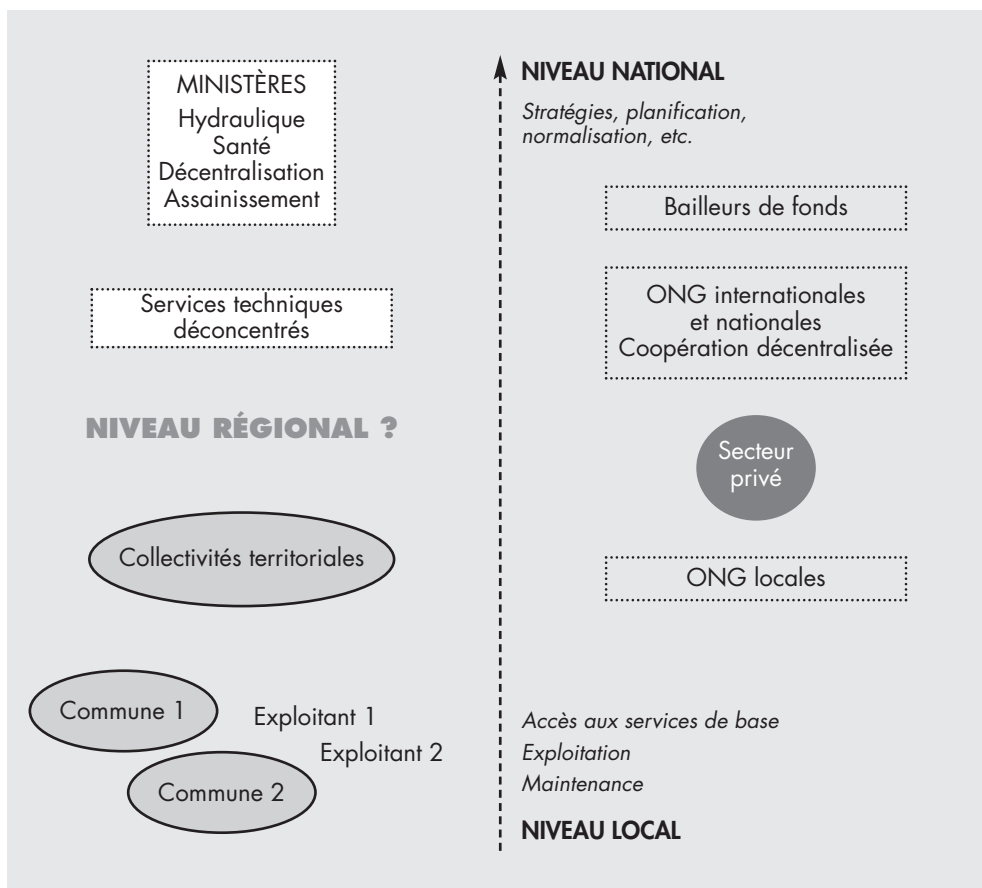 MINISTÈRES
Hydraulique
Santé
Décentralisation
Assainissement
Services techniques
déconcentrés
NIVEAU RÉGIONAL ?
Collectivités territoriales
Commune 1
Exploitant 1
Exploitant 2
Commune 2
NIVEAU NATIONAL
Stratégies, planification,
normalisation, etc.
Bailleurs de fonds
ONG internationales
et nationales
Coopération décentralisée
Secteur
privé
ONG locales
Accès aux services de base
Exploitation
Maintenance
NIVEAU LOCAL